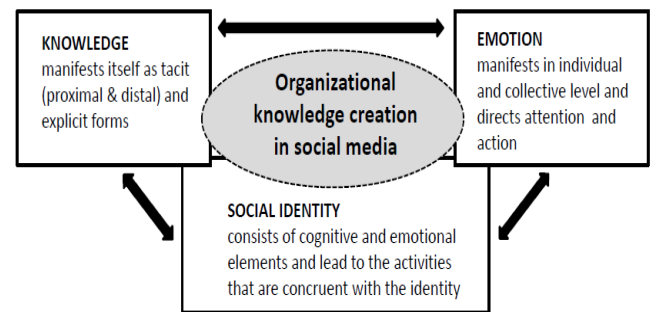 KNOWLEDGE
manifests itself as tacit
(proximal & distal) and
explicit forms
Organizational
knowledge creation
in social media
EMOTION
manifests in individual
and collective level and
directs attention and
action
SOCIAL IDENTITY
consists of cognitive and emotional
elements and lead to the activities
that are concruent with the identity